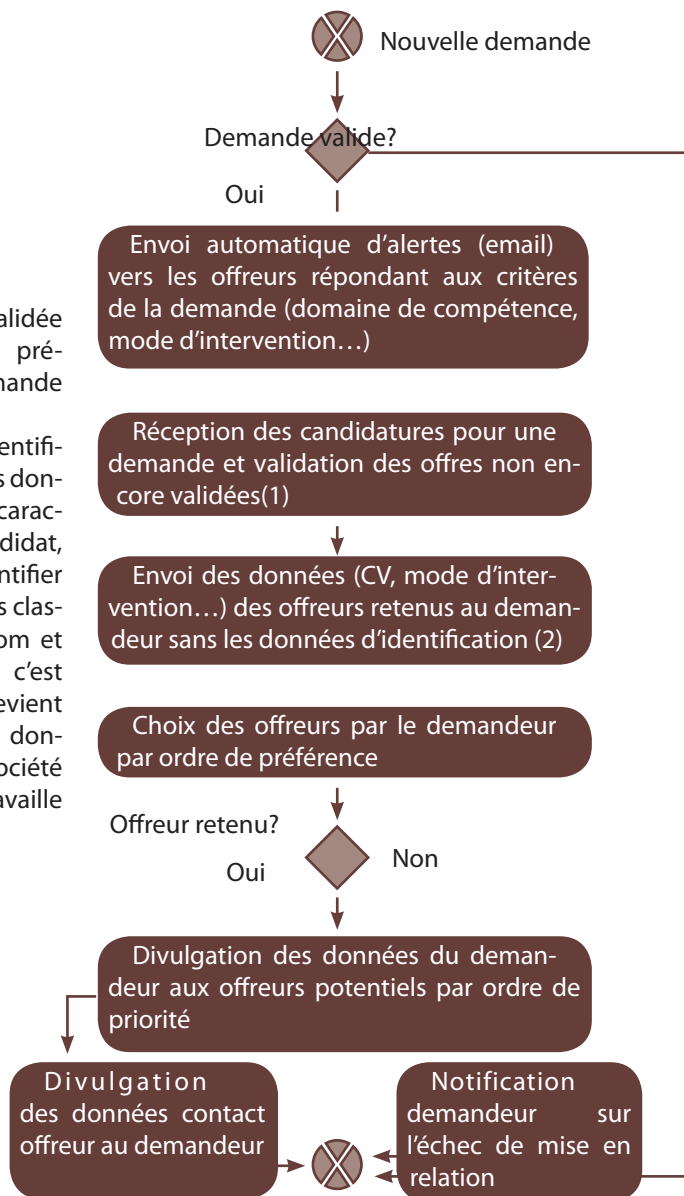 Nouvelle demande
Demande valide?
Oui
Envoi automatique d'alertes (email)
vers les offreurs répondant aux critères
de la demande (domaine de compétence,
mode d'intervention…)
Réception des candidatures pour une
demande et validation des offres non en-
core validées(1)
Envoi des données (CV, mode d'inter-
vention…) des offreurs retenus au deman-
deur sans les données d'identification (2)
Choix des offreurs par le demandeur
par ordre de préférence
Offreur retenu?
Oui
Non
Divulgation des données du deman-
deur aux offreurs potentiels par ordre de
priorité
Divulgation
des données contact
offreur au demandeur
Notification
demandeur sur
l'échec de mise en
relation
alidée
pré-
nande
entifi-
s don-
carac-
didat,
ntifier
s clas-
om et
c'est
evient
don-
ociété
availle